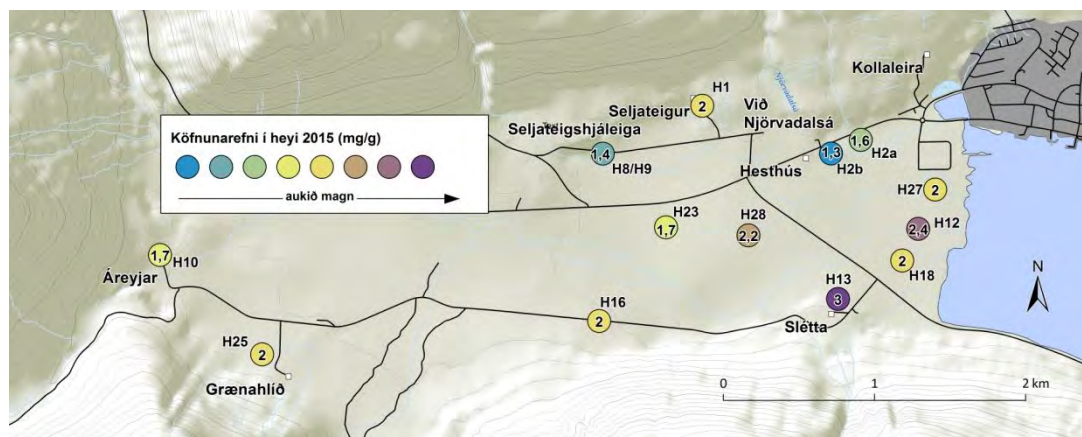 Kollaleira
H1
2
Seljateigur
Við
Njörvadalsá
Njörvadalsá
Seljateigshjáleiga
1,4
H8/H9
Hesthús
1,3
H2b
1,6
H2a
Köfnunarefni í heyi 2015 (mg/g)
aukið magn
H27
2
H23
1,7
H28
2,2
H12
2,4
2
H18
1,7
H10
Áreyjar
H13
3
Slétta
H16
2
H25
2
Grænahlíð
N
0
1
2 km